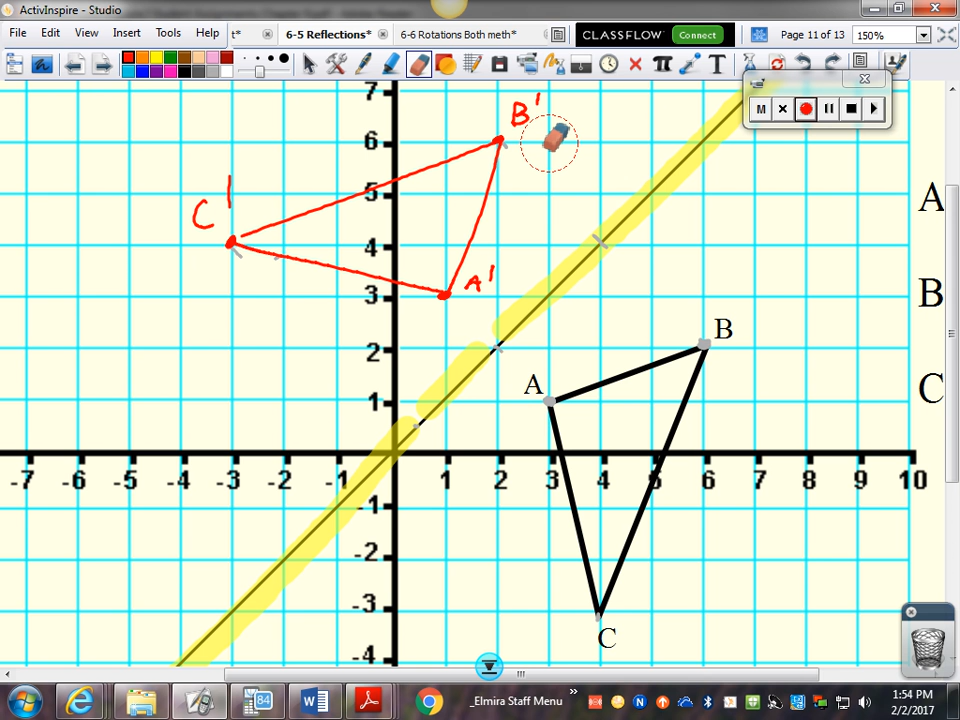 ActivInspire - Studio
File Edit View Insert Tools Help t* 6-5 Reflections* 6-6 Rotations Both meth* CLASSFLOW Connect Page 11 of 13 150%
M
7
B'
6
5
C'
A
4
A'
3
B
2
B
A
C
1
-7 -6 -5 -4 -3 -2 -1 1 2 3 4 5 6 7 8 9 10
-1
-2
-3
C
-4
84 _Elmira Staff Menu 1:54 PM
2/2/2017